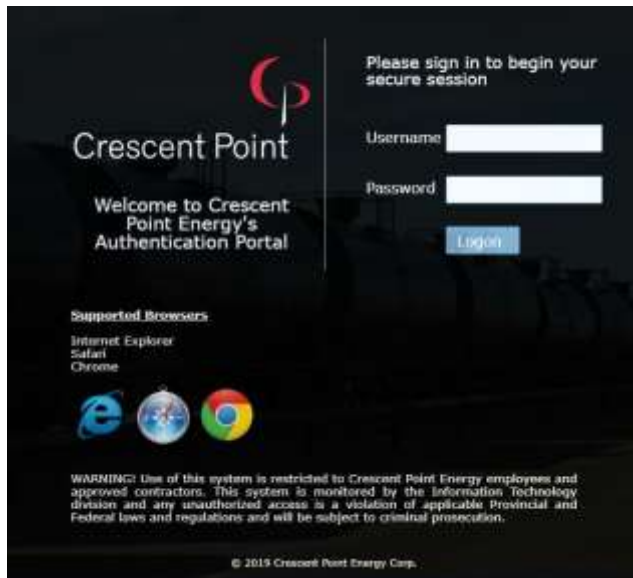 Crescent Point
Welcome to Crescent
Point Energy's
Authentication Portal
Please sign in to begin your
secure session
Username
Password
Logon
Supported Browsers
Internet Explorer
Safari
Chrome
WARNING! Use of this system is restricted to Crescent Point Energy employees and
approved contractors. This system is monitored by the Information Technology
division and any unauthorized access is a violation of applicable Provincial and
Federal laws and regulations and will be subject to criminal prosecution.
© 2019 Crescent Point Energy Corp.